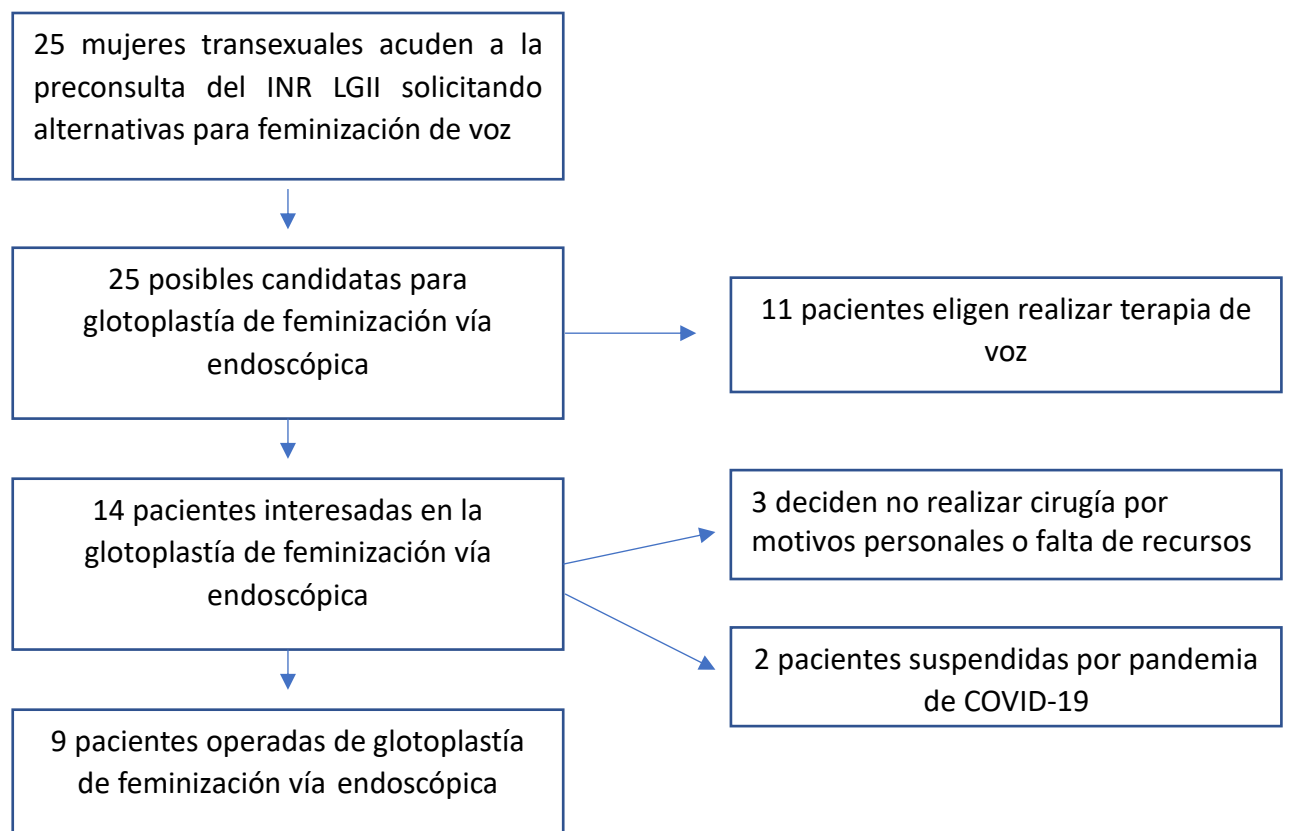 25 mujeres transexuales acuden a la
preconsulta del INR LGII solicitando
alternativas para feminización de voz
25 posibles candidatas para
glotoplastía de feminización vía
endoscópica
11 pacientes eligen realizar terapia de
voz
14 pacientes interesadas en la
glotoplastía de feminización vía
endoscópica
3 deciden no realizar cirugía por
motivos personales o falta de recursos
2 pacientes suspendidas por pandemia
de COVID-19
9 pacientes operadas de glotoplastía
de feminización vía endoscópica